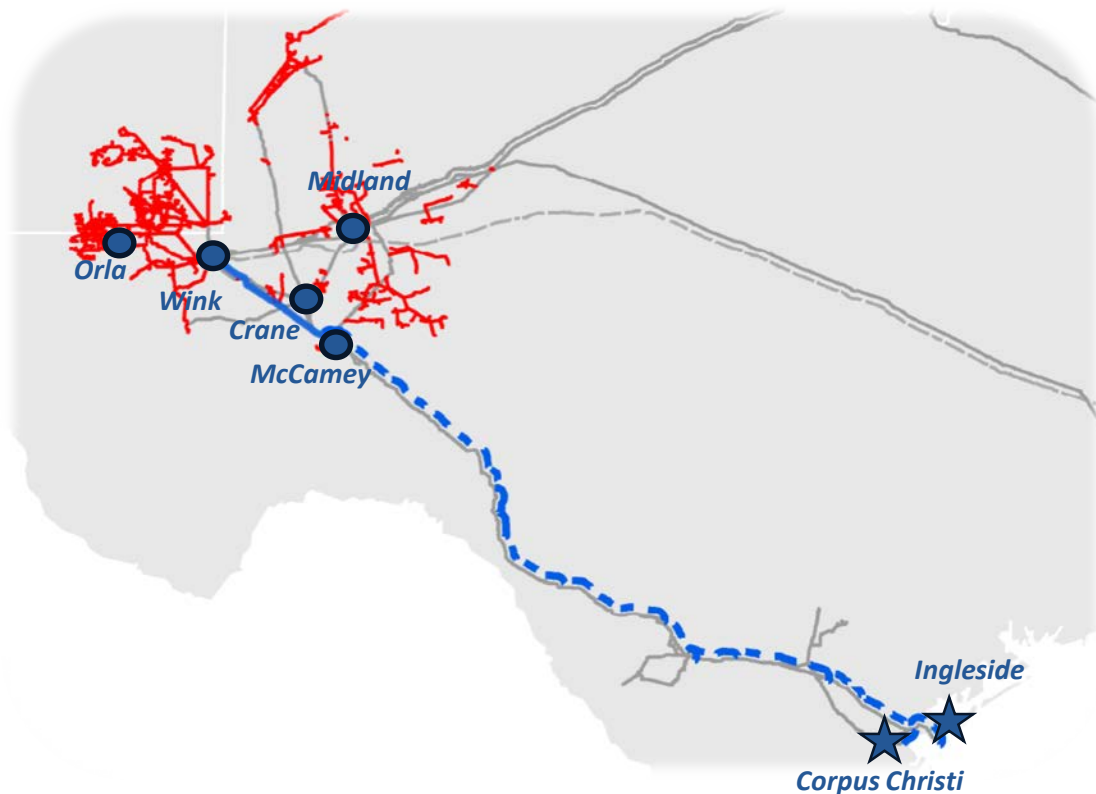 Midland
Orla
Wink
Crane
McCamey
Ingleside
Corpus Christi